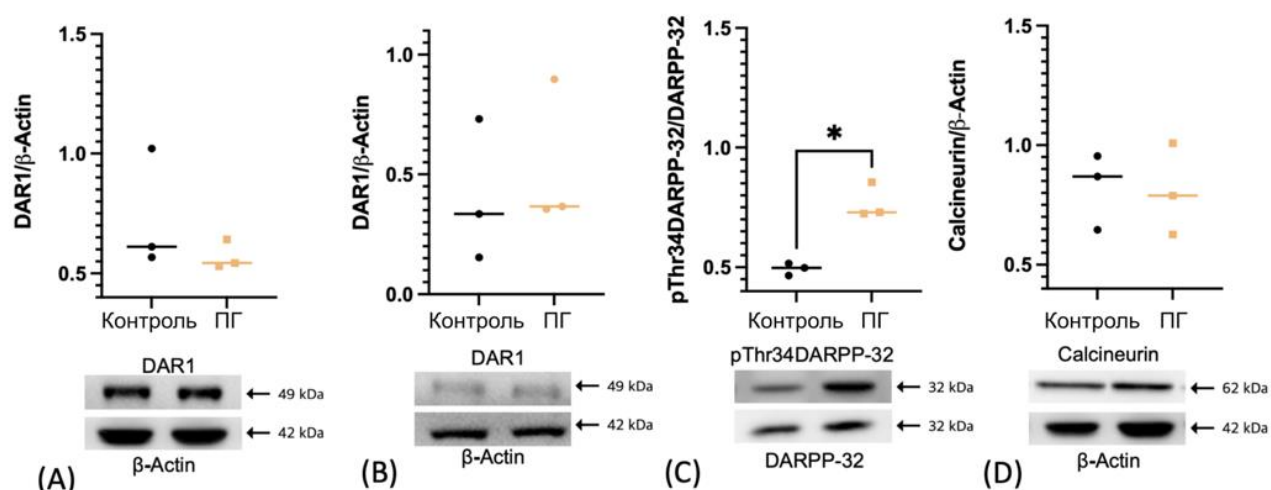 DAR1/β-Actin
1.5
1.0
0.5
Контроль ПГ
DAR1
49 kDa
42 kDa
β-Actin
(A)
DAR1/β-Actin
1.0
0.5
0.0
Контроль ПГ
DAR1
49 kDa
42 kDa
β-Actin
(B)
pThr34DARPP-32/DARPP-32
1.5
1.0
0.5
*
Контроль ПГ
pThr34DARPP-32
32 kDa
32 kDa
DARPP-32
(C)
Calcineurin/β-Actin
1.5
1.0
0.5
Контроль ПГ
Calcineurin
62 kDa
42 kDa
β-Actin
(D)